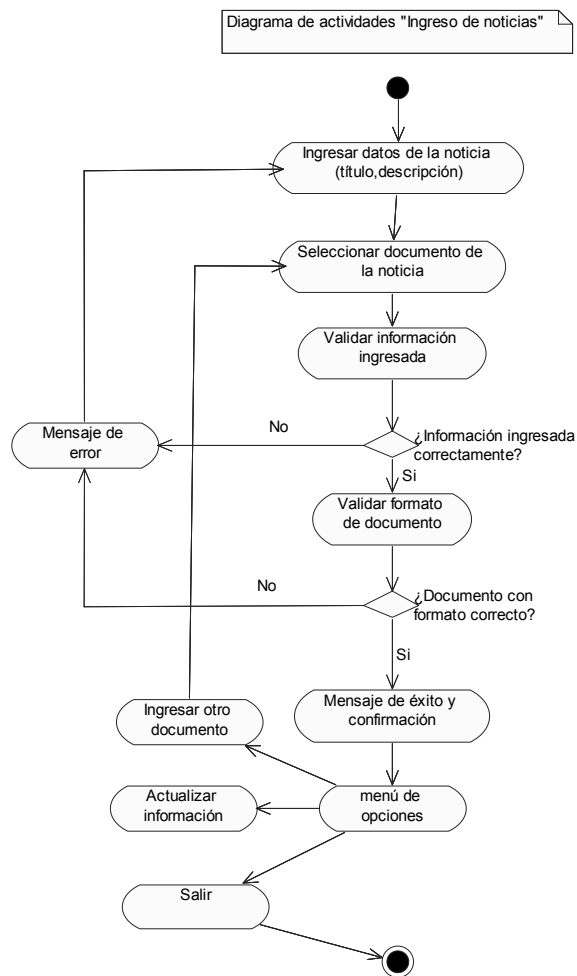 Diagrama de actividades "Ingreso de noticias"
Ingresar datos de la noticia
(título,descripción)
Seleccionar documento de
la noticia
Validar información
ingresada
Mensaje de
error
No
¿Información ingresada
correctamente?
Si
Validar formato
de documento
No
¿Documento con
formato correcto?
Si
Mensaje de éxito y
confirmación
Ingresar otro
documento
Actualizar
información
menú de
opciones
Salir